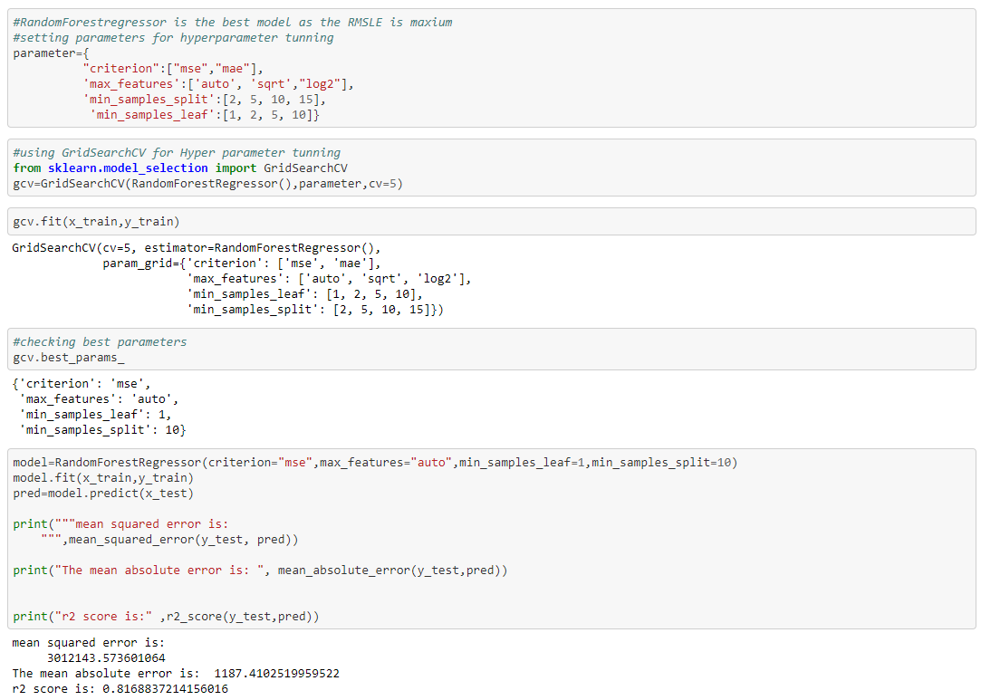 #RandomForestregressor is the best model as the RMSLE is maxium
#setting parameters for hyperparameter tunning
parameter={
          "criterion":["mse","mae"],
          'max_features':['auto', 'sqrt',"log2"],
          'min_samples_split':[2, 5, 10, 15],
           'min_samples_leaf':[1, 2, 5, 10]}
#using GridSearchCV for Hyper parameter tunning
from sklearn.model_selection import GridSearchCV
gcv=GridSearchCV(RandomForestRegressor(),parameter,cv=5)
gcv.fit(x_train,y_train)
GridSearchCV(cv=5, estimator=RandomForestRegressor(),
             param_grid={'criterion': ['mse', 'mae'],
                         'max_features': ['auto', 'sqrt', 'log2'],
                         'min_samples_leaf': [1, 2, 5, 10],
                         'min_samples_split': [2, 5, 10, 15]})
#checking best parameters
gcv.best_params_
{'criterion': 'mse',
 'max_features': 'auto',
 'min_samples_leaf': 1,
 'min_samples_split': 10}
model=RandomForestRegressor(criterion="mse",max_features="auto",min_samples_leaf=1,min_samples_split=10)
model.fit(x_train,y_train)
pred=model.predict(x_test)
print("""mean squared error is:
    """,mean_squared_error(y_test, pred))
print("The mean absolute error is: ", mean_absolute_error(y_test,pred))
print("r2 score is:" ,r2_score(y_test,pred))
mean squared error is:
     3012143.573601064
The mean absolute error is:  1187.4102519959522
r2 score is: 0.8168837214156016